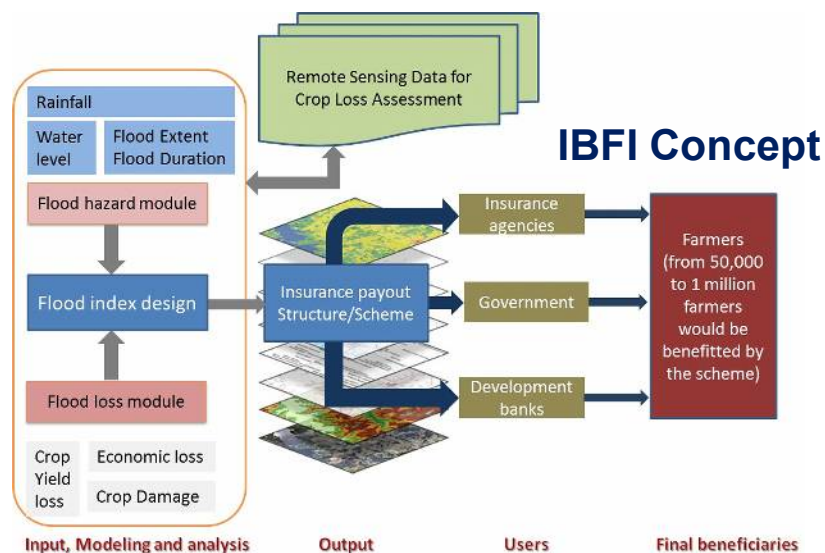 Remote Sensing Data for
Crop Loss Assessment
IBFI Concept
Rainfall
Water
level
Flood Extent
Flood Duration
Flood hazard module
Flood index design
Flood loss module
Crop
Yield
loss
Economic loss
Crop Damage
Insurance payout
Structure/Scheme
Insurance
agencies
Government
Development
banks
Farmers
(from 50,000
to 1 million
farmers
would be
benefitted by
the scheme)
Input, Modeling and analysis
Output
Users
Final beneficiaries